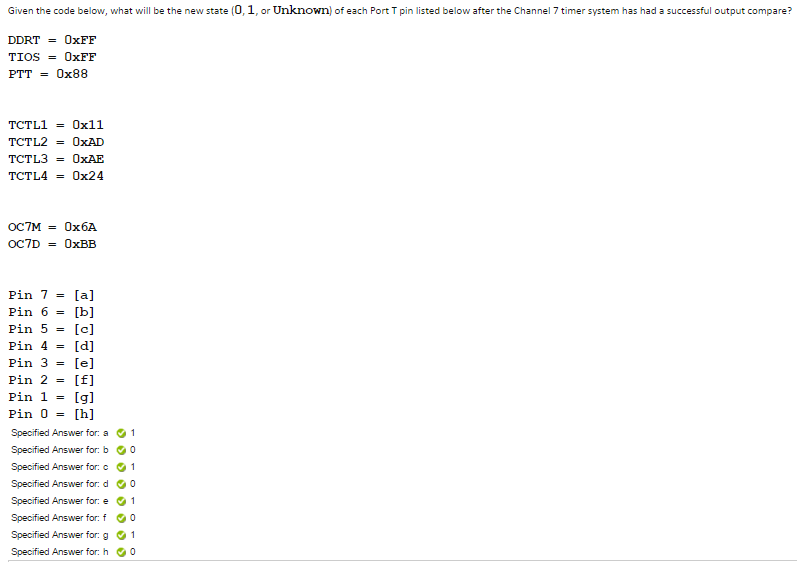 Given the code below, what will be the new state (0, 1, or Unknown) of each Port T pin listed below after the Channel 7 timer system has had a successful output compare?
DDRT = 0xFF
TIOS = 0xFF
PTT = 0x88
TCTL1 = 0x11
TCTL2 = 0xAD
TCTL3 = 0xAE
TCTL4 = 0x24
OC7M = 0x6A
OC7D = 0xBB
Pin 7 = [a]
Pin 6 = [b]
Pin 5 = [c]
Pin 4 = [d]
Pin 3 = [e]
Pin 2 = [f]
Pin 1 = [g]
Pin 0 = [h]
Specified Answer for: a 1
Specified Answer for: b 0
Specified Answer for: c 1
Specified Answer for: d 0
Specified Answer for: e 1
Specified Answer for: f 0
Specified Answer for: g 1
Specified Answer for: h 0